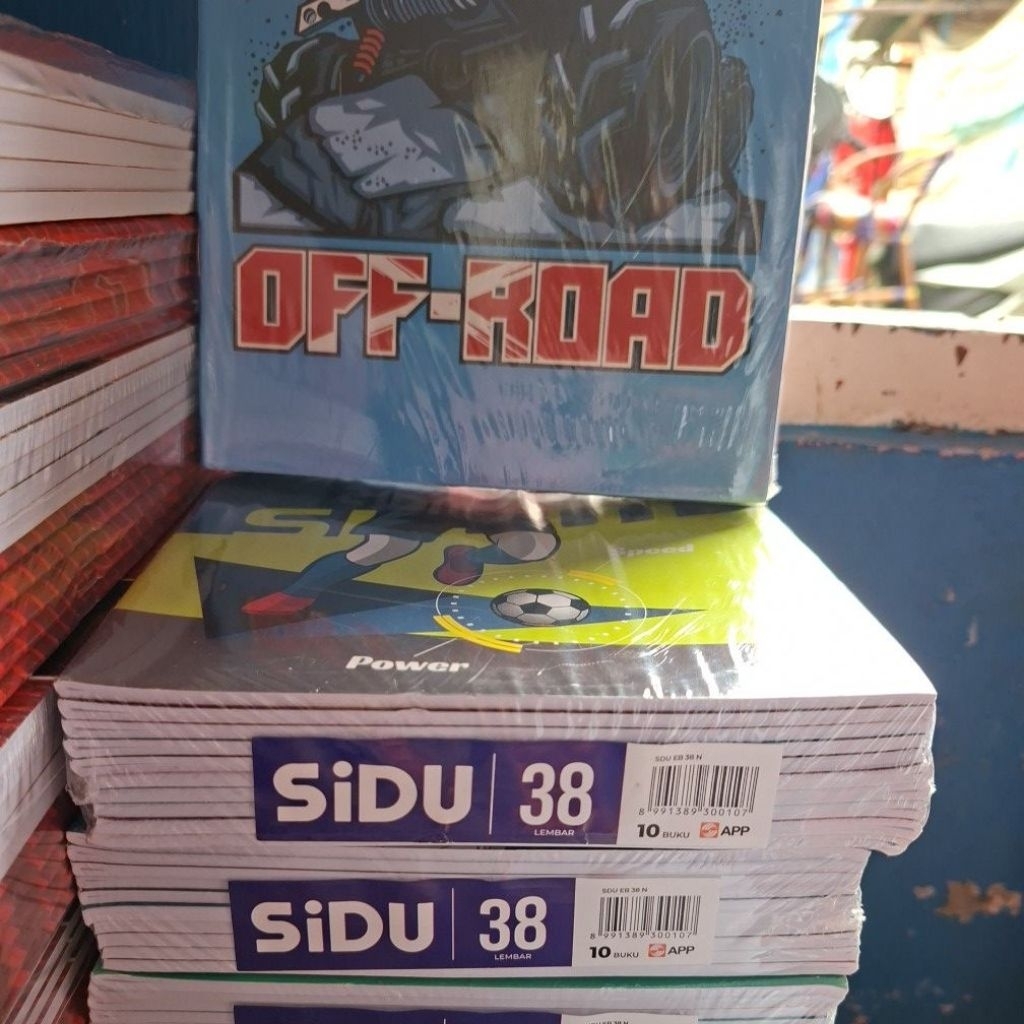 OFF-ROAD
Speed
Power
SiDU
38
LEMBAR
SDU EB 38 N
8 991389 300107
10 BUKU
APP
SiDU
38
LEMBAR
SDU EB 38 N
8 991389 300107
10 BUKU
APP
38